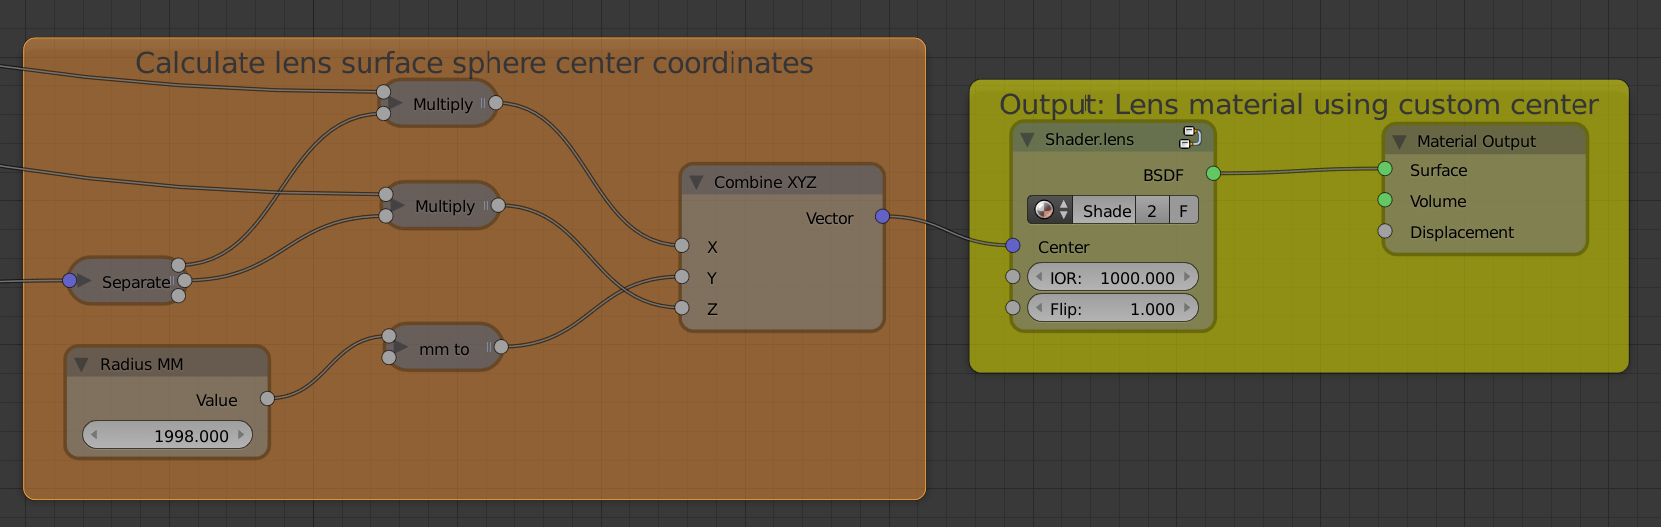 Calculate lens surface sphere center coordinates
Multiply
Multiply
Separate
mm to
Radius MM
Value
1998.000
Combine XYZ
Vector
X
Y
Z
Output: Lens material using custom center
Shader.lens
BSDF
Shade 2 F
Center
IOR: 1000.000
Flip: 1.000
Material Output
Surface
Volume
Displacement